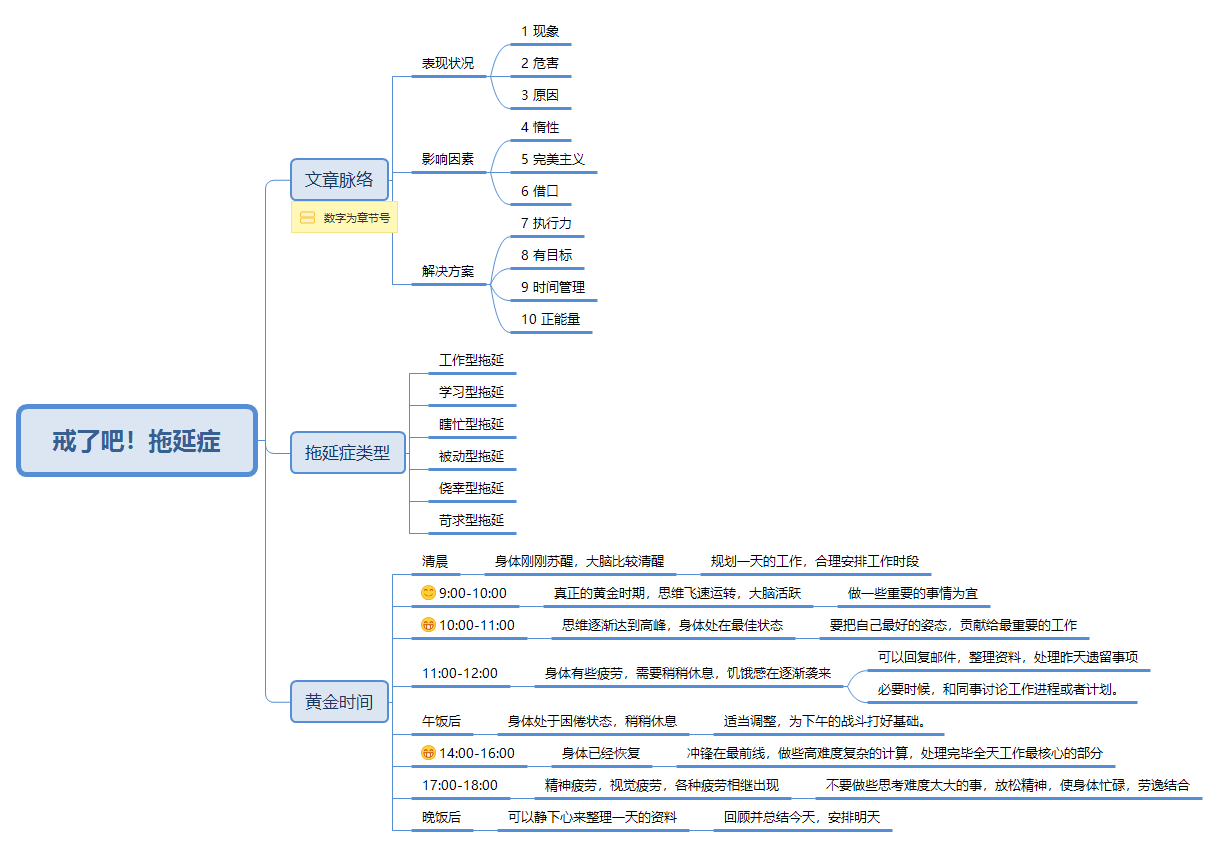 戒了吧！拖延症
文章脉络
数字为章节号
表现状况
1 现象
2 危害
3 原因
影响因素
4 惰性
5 完美主义
6 借口
解决方案
7 执行力
8 有目标
9 时间管理
10 正能量
拖延症类型
工作型拖延
学习型拖延
瞎忙型拖延
被动型拖延
侥幸型拖延
苛求型拖延
黄金时间
清晨
身体刚刚苏醒，大脑比较清醒
规划一天的工作，合理安排工作时段
9:00-10:00
真正的黄金时期，思维飞速运转，大脑活跃
做一些重要的事情为宜
10:00-11:00
思维逐渐达到高峰，身体处在最佳状态
要把自己最好的姿态，贡献给最重要的工作
11:00-12:00
身体有些疲劳，需要稍稍休息，饥饿感在逐渐袭来
可以回复邮件，整理资料，处理昨天遗留事项
必要时候，和同事讨论工作进程或者计划。
午饭后
身体处于困倦状态，稍稍休息
适当调整，为下午的战斗打好基础。
14:00-16:00
身体已经恢复
冲锋在最前线，做些高难度复杂的计算，处理完毕全天工作最核心的部分
17:00-18:00
精神疲劳，视觉疲劳，各种疲劳相继出现
不要做些思考难度太大的事，放松精神，使身体忙碌，劳逸结合
晚饭后
可以静下心来整理一天的资料
回顾并总结今天，安排明天